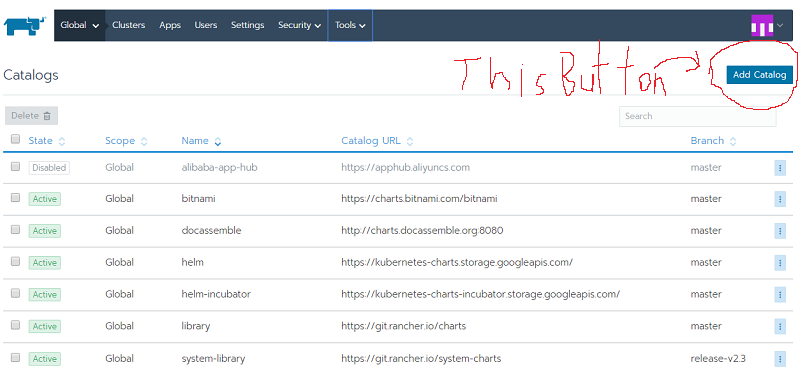 Global Clusters Apps Users Settings Security Tools
This Button
Catalogs Add Catalog
Delete Search
State Scope Name Catalog URL Branch
Disabled Global alibaba-app-hub https://apphub.aliyuncs.com master
Active Global bitnami https://charts.bitnami.com/bitnami master
Active Global docassemble http://charts.docassemble.org:8080 master
Active Global helm https://kubernetes-charts.storage.googleapis.com/ master
Active Global helm-incubator https://kubernetes-charts-incubator.storage.googleapis.com/ master
Active Global library https://git.rancher.io/charts master
Active Global system-library https://git.rancher.io/system-charts release-v2.3